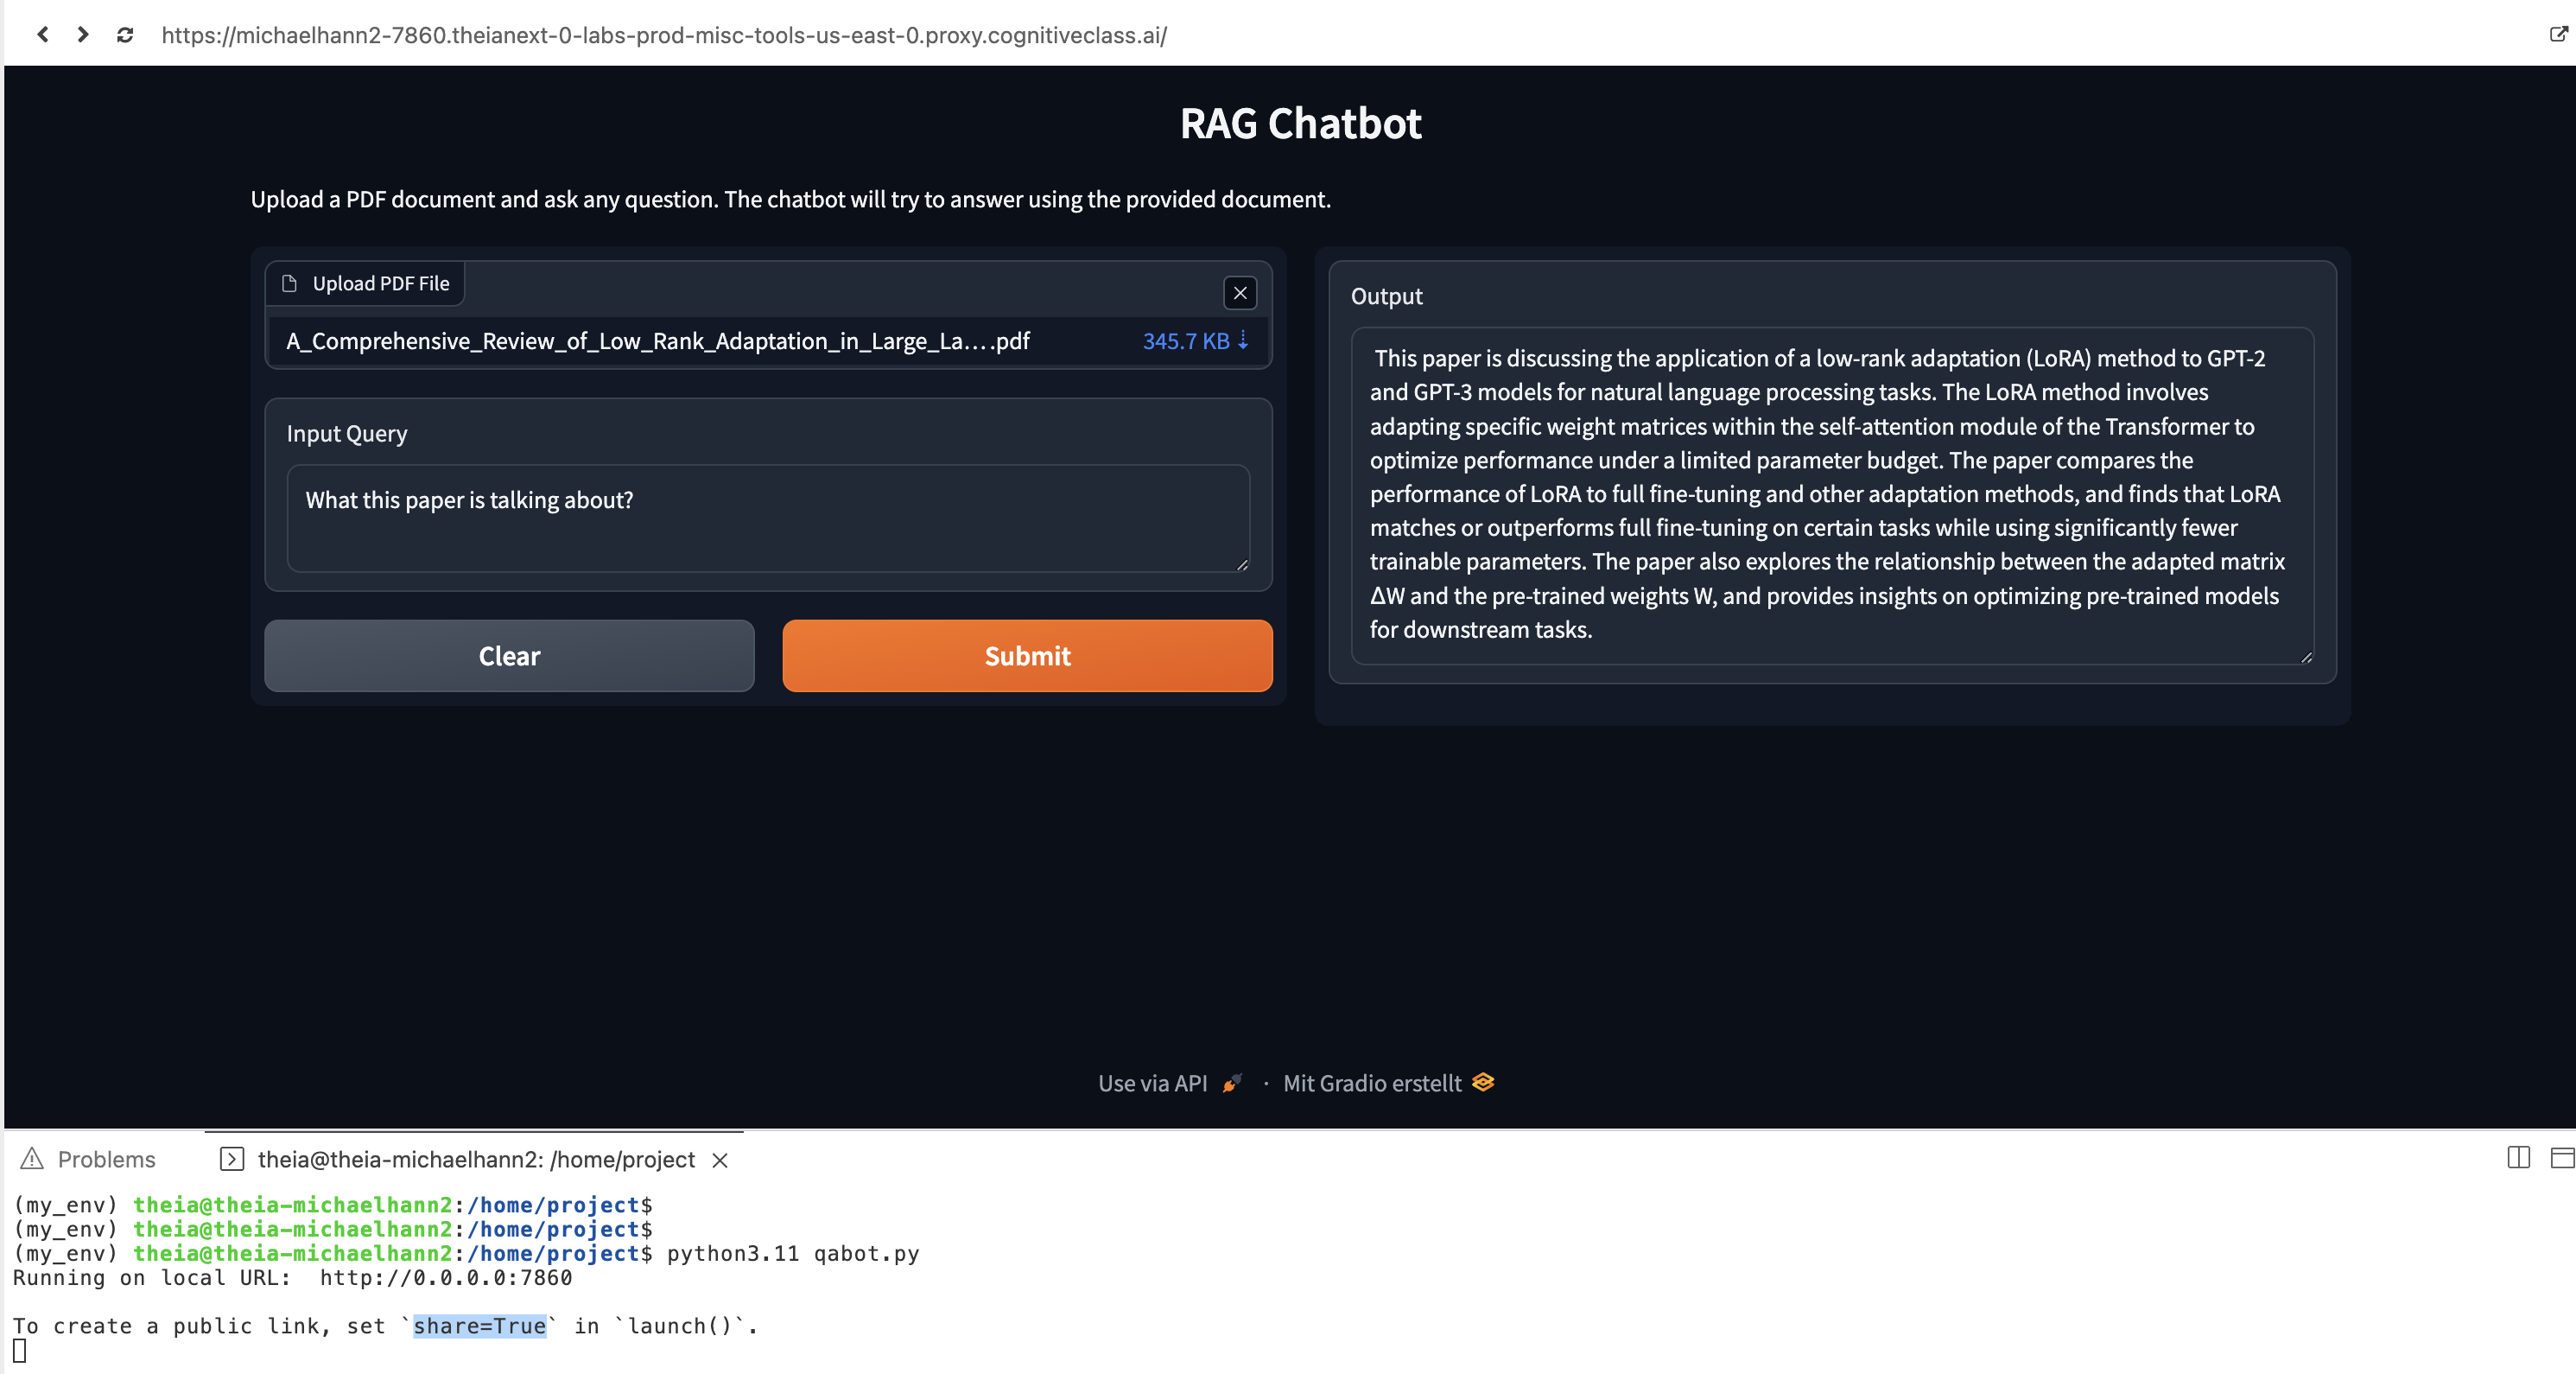 https://michaelhann2-7860.theianext-0-labs-prod-misc-tools-us-east-0.proxy.cognitiveclass.ai/
RAG Chatbot
Upload a PDF document and ask any question. The chatbot will try to answer using the provided document.
Upload PDF File
A_Comprehensive_Review_of_Low_Rank_Adaptation_in_Large_La....pdf 345.7 KB ⇣
Input Query
What this paper is talking about?
Clear
Submit
Output
This paper is discussing the application of a low-rank adaptation (LoRA) method to GPT-2
and GPT-3 models for natural language processing tasks. The LoRA method involves
adapting specific weight matrices within the self-attention module of the Transformer to
optimize performance under a limited parameter budget. The paper compares the
performance of LoRA to full fine-tuning and other adaptation methods, and finds that LoRA
matches or outperforms full fine-tuning on certain tasks while using significantly fewer
trainable parameters. The paper also explores the relationship between the adapted matrix
ΔW and the pre-trained weights W, and provides insights on optimizing pre-trained models
for downstream tasks.
Use via API · Mit Gradio erstellt
Problems
theia@theia-michaelhann2: /home/project
(my_env) theia@theia-michaelhann2:/home/project$
(my_env) theia@theia-michaelhann2:/home/project$
(my_env) theia@theia-michaelhann2:/home/project$ python3.11 qabot.py
Running on local URL:  http://0.0.0.0:7860
To create a public link, set `share=True` in `launch()`.